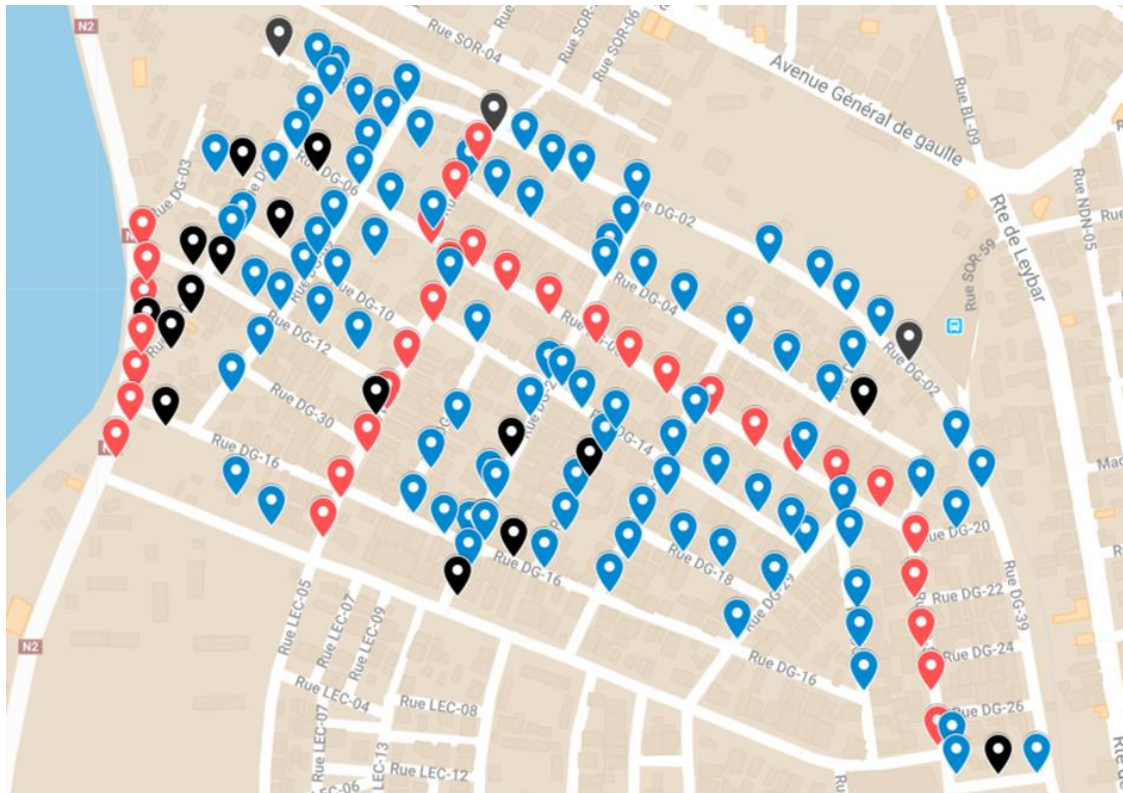 N2
Rue SOR-04
Rue SOR-06
Avenue Général de gaulle
Rue BL-09
Rue NDN-05
Rte de Leybar
Rue SOR-59
Rue DG-03
DG-06
DG-02
DG-04
Rue DG-10
Rue DG-12
Rue DG-02
Rue DG-30
DG-14
Rue DG-16
Rue DG-16
Rue DG-18
Rue DG-20
Rue DG-22
Rue DG-39
Rue DG-29
Rue DG-24
Rue DG-16
Rue DG-26
Rue LEC-05
Rue LEC-07
Rue LEC-09
N2
Rue LEC-04
Rue LEC-08
Rue LEC-07
LEC-13
Rue LEC-12
LEC-06